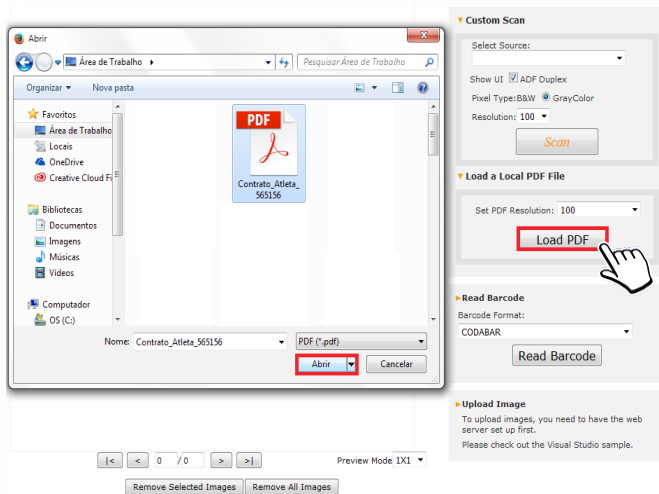 Abrir
Área de Trabalho
Pesquisar Área de Trabalho
Organizar
Nova pasta
Favoritos
Área de Trabalho
Locais
OneDrive
Creative Cloud Fi
Bibliotecas
Documentos
Imagens
Músicas
Vídeos
Computador
OS (C:)
PDF
Contrato_Atleta_
565156
Nome: Contrato_Atleta_565156
PDF (*.pdf)
Abrir
Cancelar
|< < 0 / 0 > >|
Preview Mode 1X1
Remove Selected Images
Remove All Images
Custom Scan
Select Source:
Show UI ADF Duplex
Pixel Type:B&W GrayColor
Resolution: 100
Scan
Load a Local PDF File
Set PDF Resolution: 100
Load PDF
Read Barcode
Barcode Format:
CODABAR
Read Barcode
Upload Image
To upload images, you need to have the web
server set up first.
Please check out the Visual Studio sample.